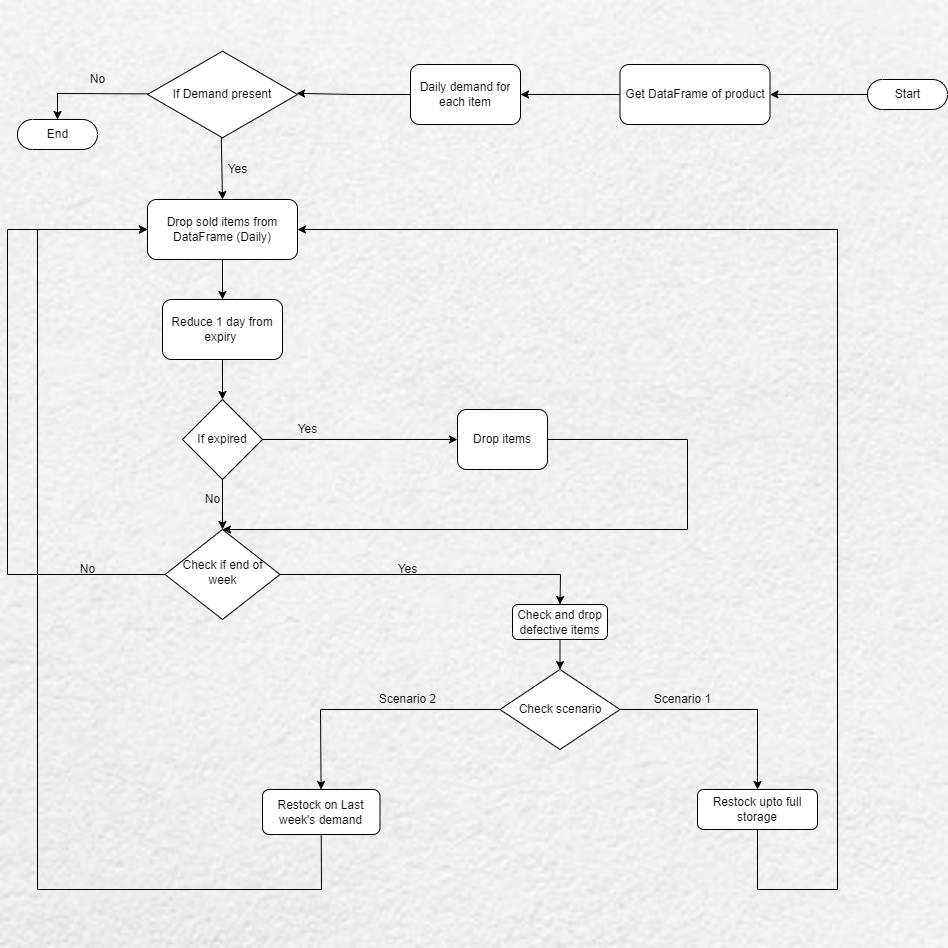 Start
Get DataFrame of product
Daily demand for
each item
If Demand present
No
End
Yes
Drop sold items from
DataFrame (Daily)
Reduce 1 day from
expiry
If expired
Yes
Drop items
No
Check if end of
week
No
Yes
Check and drop
defective items
Check scenario
Scenario 2
Scenario 1
Restock on Last
week's demand
Restock upto full
storage